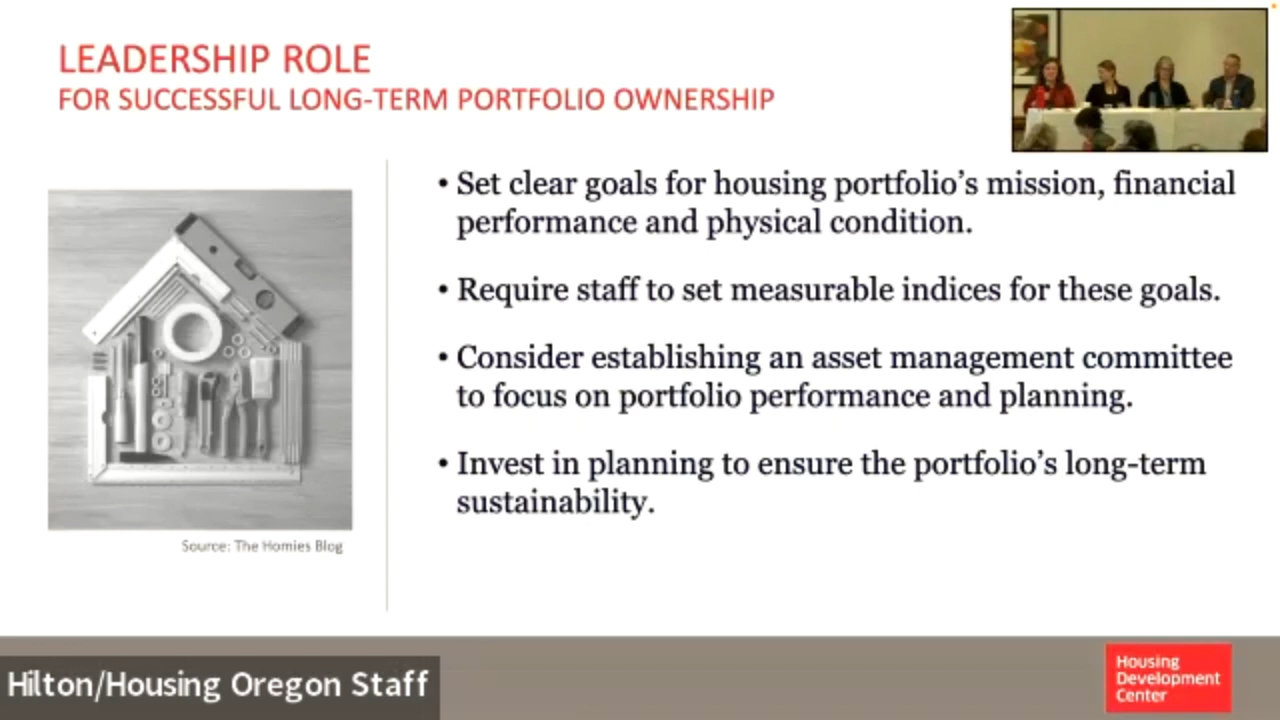 LEADERSHIP ROLE
FOR SUCCESSFUL LONG-TERM PORTFOLIO OWNERSHIP
• Set clear goals for housing portfolio’s mission, financial
performance and physical condition.
• Require staff to set measurable indices for these goals.
• Consider establishing an asset management committee
to focus on portfolio performance and planning.
• Invest in planning to ensure the portfolio’s long-term
sustainability.
Source: The Homies Blog
Hilton/Housing Oregon Staff
Housing
Development
Center